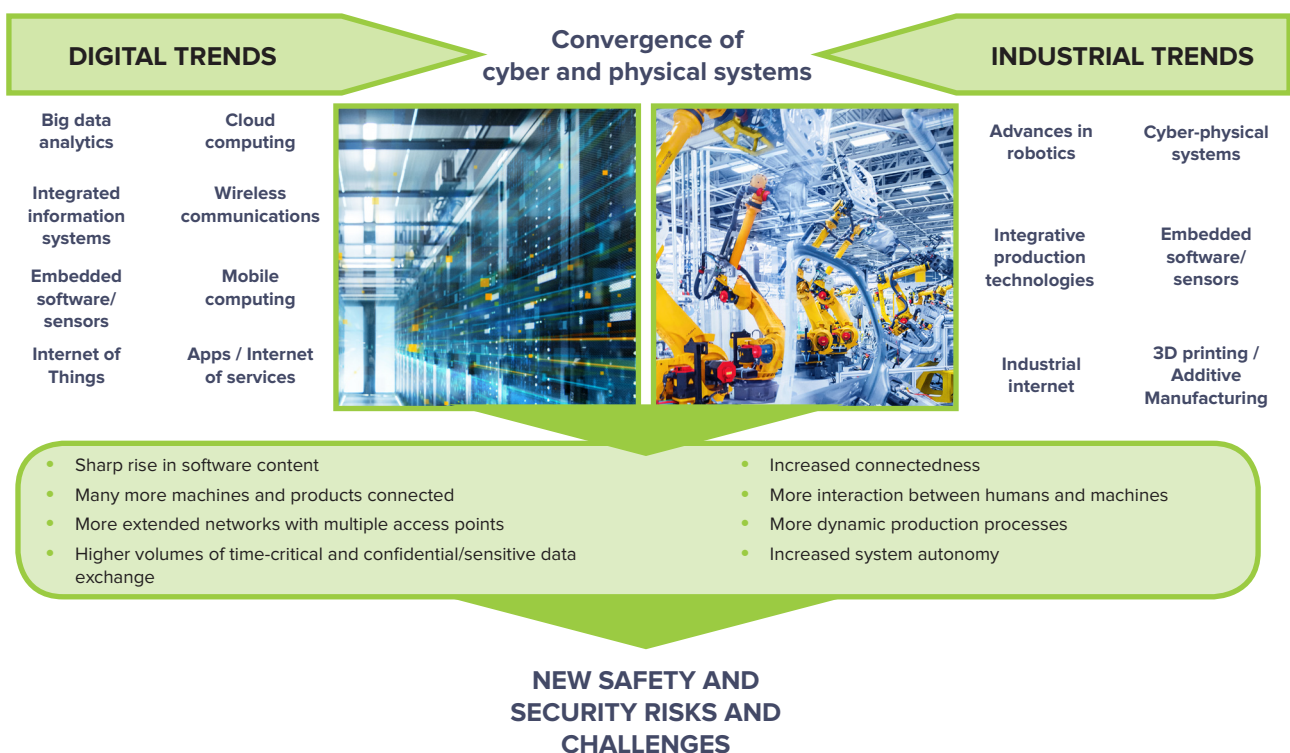 DIGITAL TRENDS
Convergence of
cyber and physical systems
INDUSTRIAL TRENDS
Big data
analytics
Cloud
computing
Integrated
information
systems
Wireless
communications
Embedded
software/
sensors
Mobile
computing
Internet of
Things
Apps / Internet
of services
Advances in
robotics
Cyber-physical
systems
Integrative
production
technologies
Embedded
software/
sensors
Industrial
internet
3D printing /
Additive
Manufacturing
• Sharp rise in software content
• Many more machines and products connected
• More extended networks with multiple access points
• Higher volumes of time-critical and confidential/sensitive data
exchange
• Increased connectedness
• More interaction between humans and machines
• More dynamic production processes
• Increased system autonomy
NEW SAFETY AND
SECURITY RISKS AND
CHALLENGES